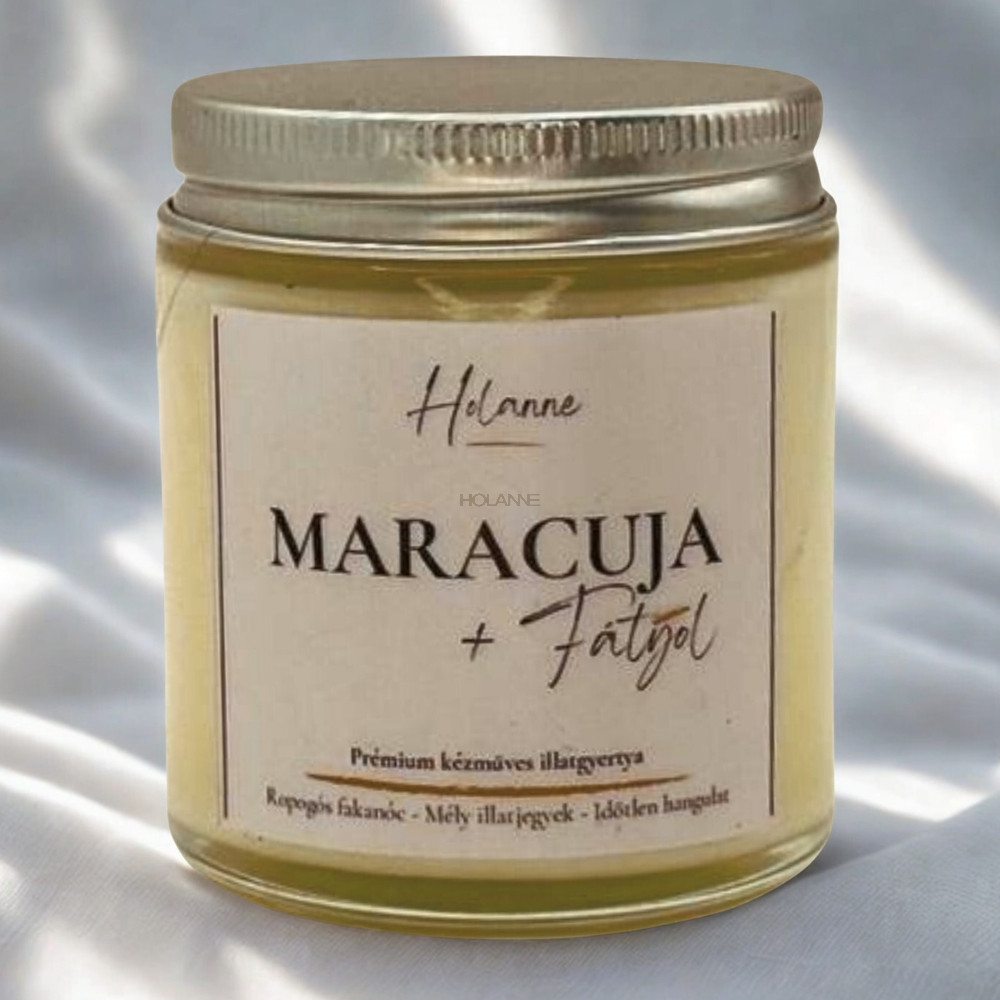 Holanne
HOLANNE
MARACUJA
+ Fátyol
Prémium kézműves illatgyertya
Ropogós fakanóc - Mély illatjegyek - Időtlen hangulat